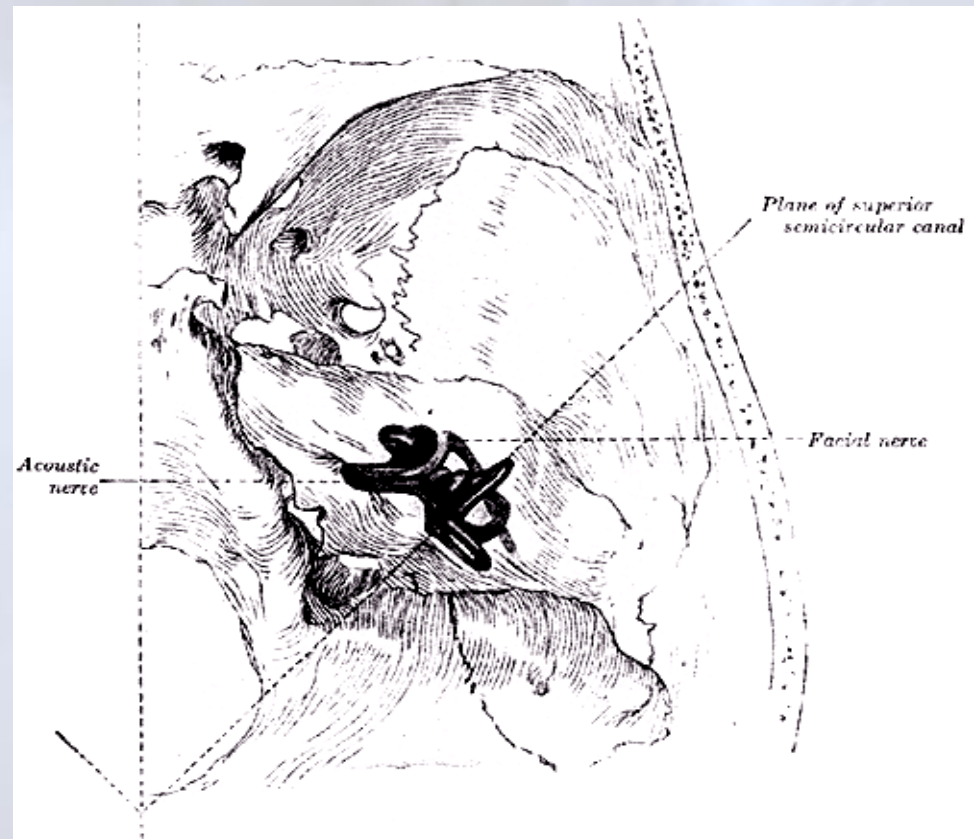 Plane of superior
semicircular canal
Facial nerve
Acoustic
nerve